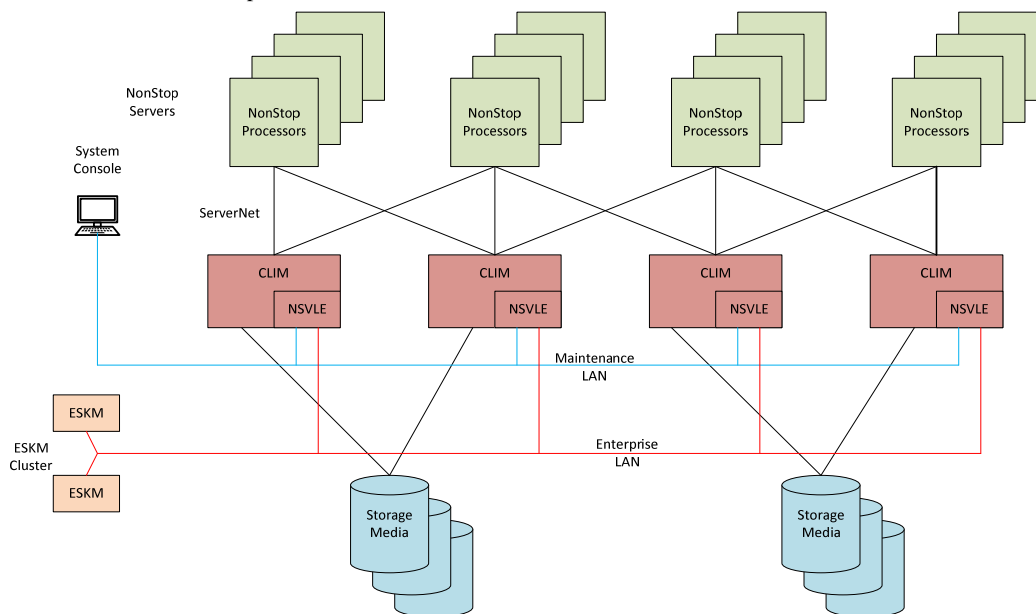 NonStop
Servers
NonStop
Processors
NonStop
Processors
NonStop
Processors
NonStop
Processors
System
Console
ServerNet
CLIM
NSVLE
CLIM
NSVLE
CLIM
NSVLE
CLIM
NSVLE
Maintenance
LAN
ESKM
ESKM
Cluster
ESKM
Enterprise
LAN
Storage
Media
Storage
Media